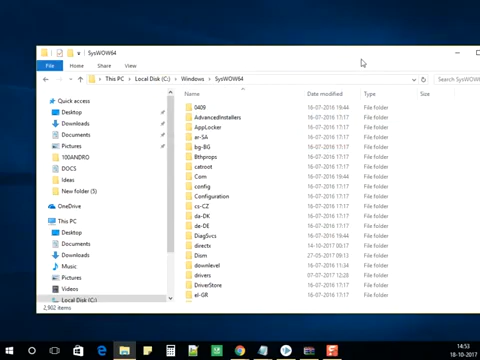 SysWOW64
File Home Share View
This PC Local Disk (C:) Windows SysWOW64 Search SysWOW
Name Date modified Type Size
Quick access
Desktop
Downloads
Documents
Pictures
100ANDRO
DOCS
Ideas
New folder (5)
OneDrive
This PC
Desktop
Documents
Downloads
Music
Pictures
Videos
Local Disk (C:)
0409 16-07-2016 19:44 File folder
AdvancedInstallers 16-07-2016 17:17 File folder
AppLocker 16-07-2016 17:17 File folder
ar-SA 16-07-2016 17:17 File folder
bg-BG 16-07-2016 17:17 File folder
Bthprops 16-07-2016 17:17 File folder
catroot 16-07-2016 17:17 File folder
Com 16-07-2016 19:44 File folder
config 16-07-2016 17:17 File folder
Configuration 16-07-2016 17:17 File folder
cs-CZ 16-07-2016 17:17 File folder
da-DK 16-07-2016 17:17 File folder
de-DE 16-07-2016 17:17 File folder
DiagSvcs 16-07-2016 19:44 File folder
directx 14-10-2017 00:17 File folder
Dism 27-05-2017 09:13 File folder
downlevel 16-07-2016 11:34 File folder
drivers 07-07-2017 12:28 File folder
DriverStore 16-07-2016 17:17 File folder
el-GR 16-07-2016 17:17 File folder
2,902 items
14:53
18-10-2017